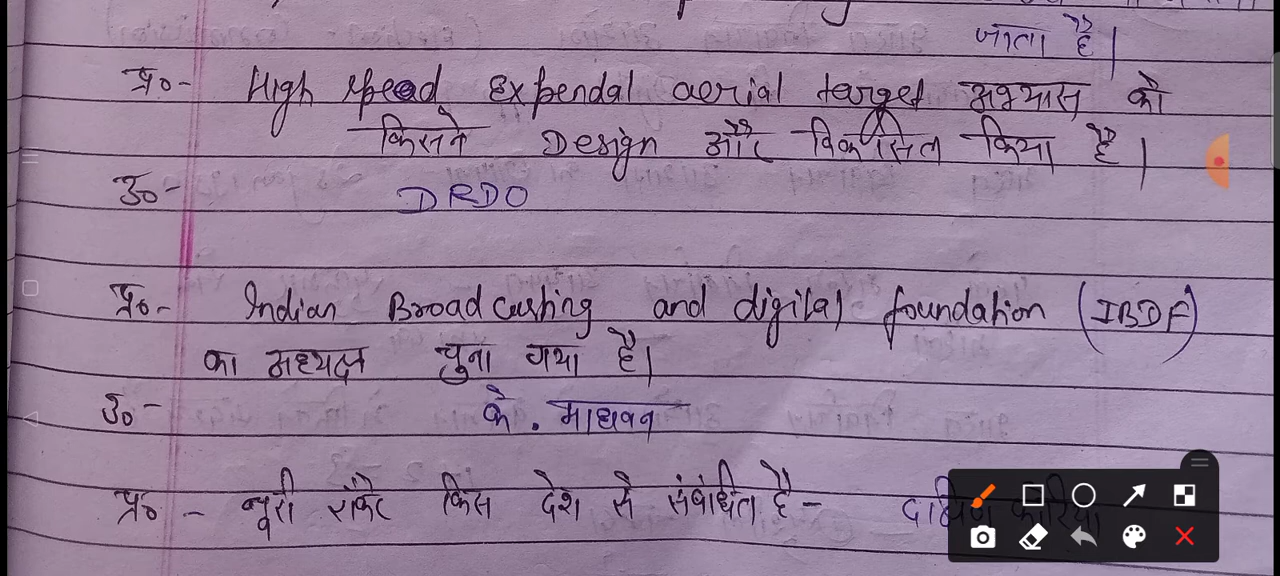 जाता है।
प्र०- High speed Expendal aerial target अभ्यास को
किसने Design और विकसित किया है।
उ०- DRDO
प्र०- Indian Broadcusting and digital foundation (IBDF)
का अध्यक्ष चुना गया है।
उ०- के. माधवन
प्र० - नूरी रॉकेट किस देश से संबंधित है -